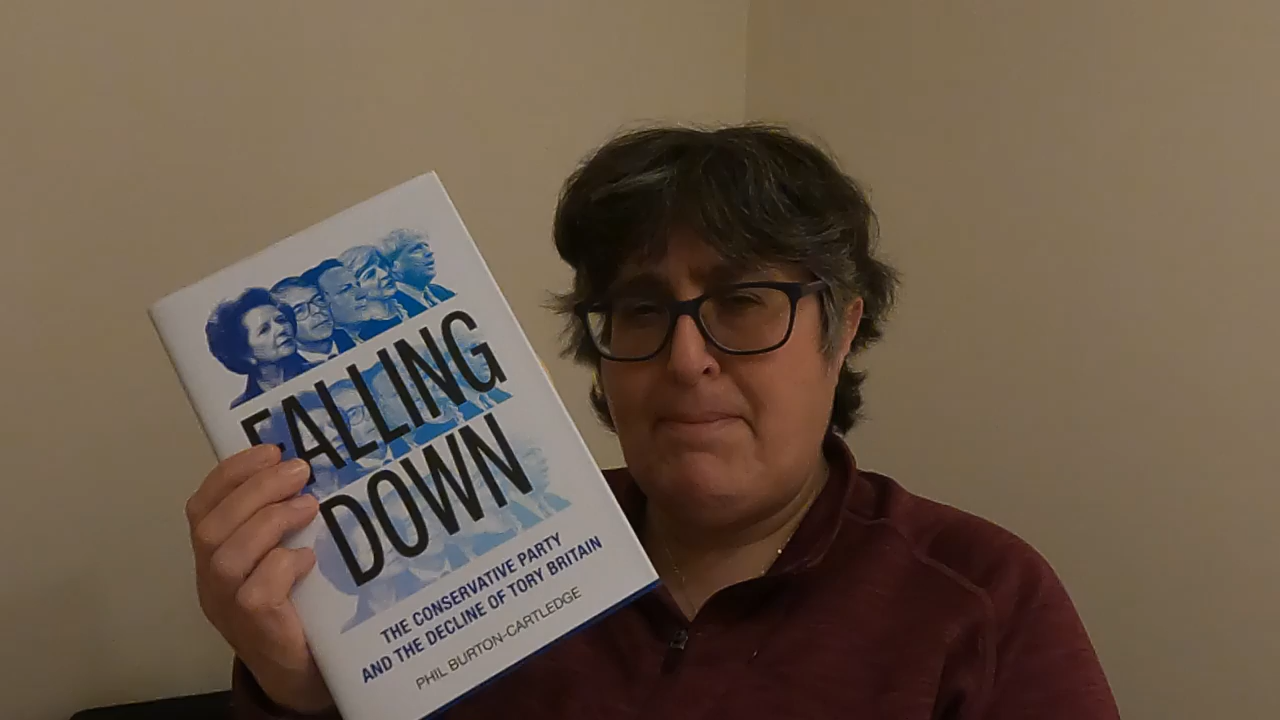 FALLING
DOWN
THE CONSERVATIVE PARTY
AND THE DECLINE OF TORY BRITAIN
PHIL BURTON-CARTLEDGE